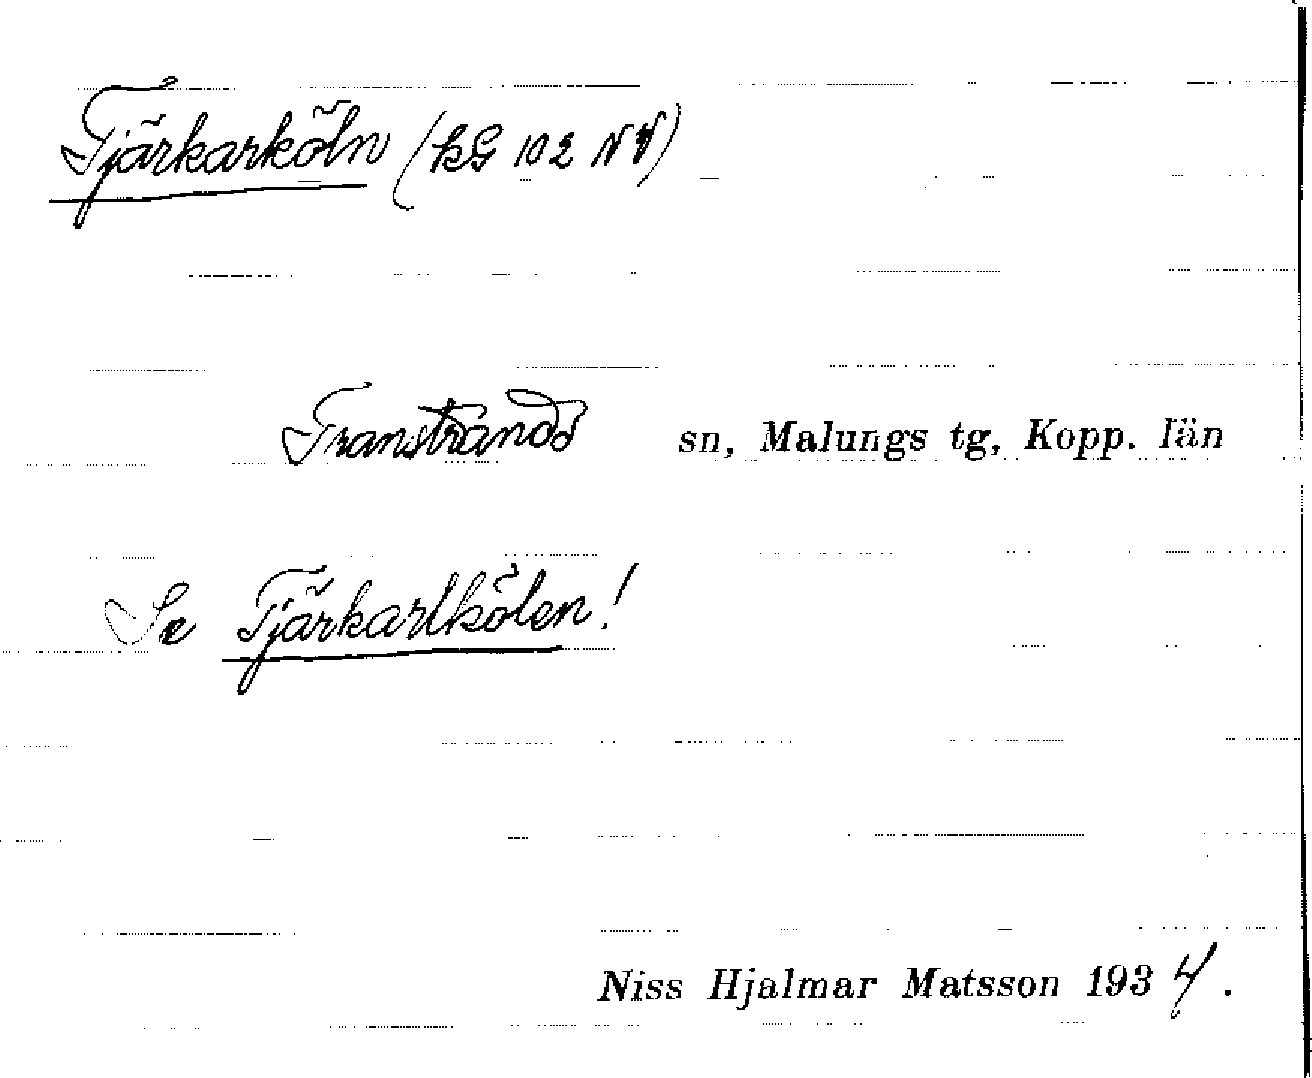 Tjärkarköln (kG 102 NV)
Transtrands sn, Malungs tg, Kopp. län
Se Tjärkarlkölen!
Niss Hjalmar Matsson 1934.